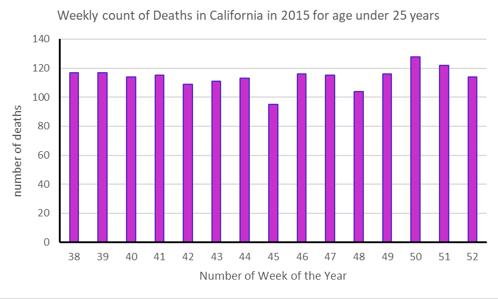 Weekly count of Deaths in California in 2015 for age under 25 years
number of deaths
140
120
100
80
60
40
20
0
38 39 40 41 42 43 44 45 46 47 48 49 50 51 52
Number of Week of the Year